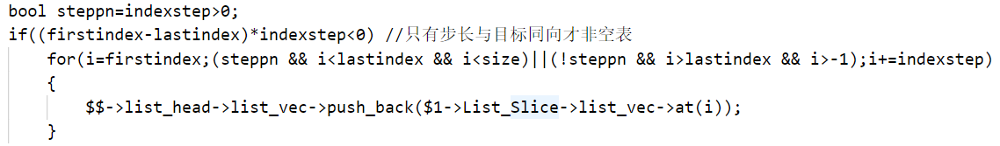 bool steppn=indexstep>0;
if((firstindex-lastindex)*indexstep<0) //只有步长与目标同向才非空表
for(i=firstindex;(steppn && i<lastindex && i<size)||(!steppn && i>lastindex && i>-1);i+=indexstep)
{
$$->list_head->list_vec->push_back($1->List_Slice->list_vec->at(i));
}